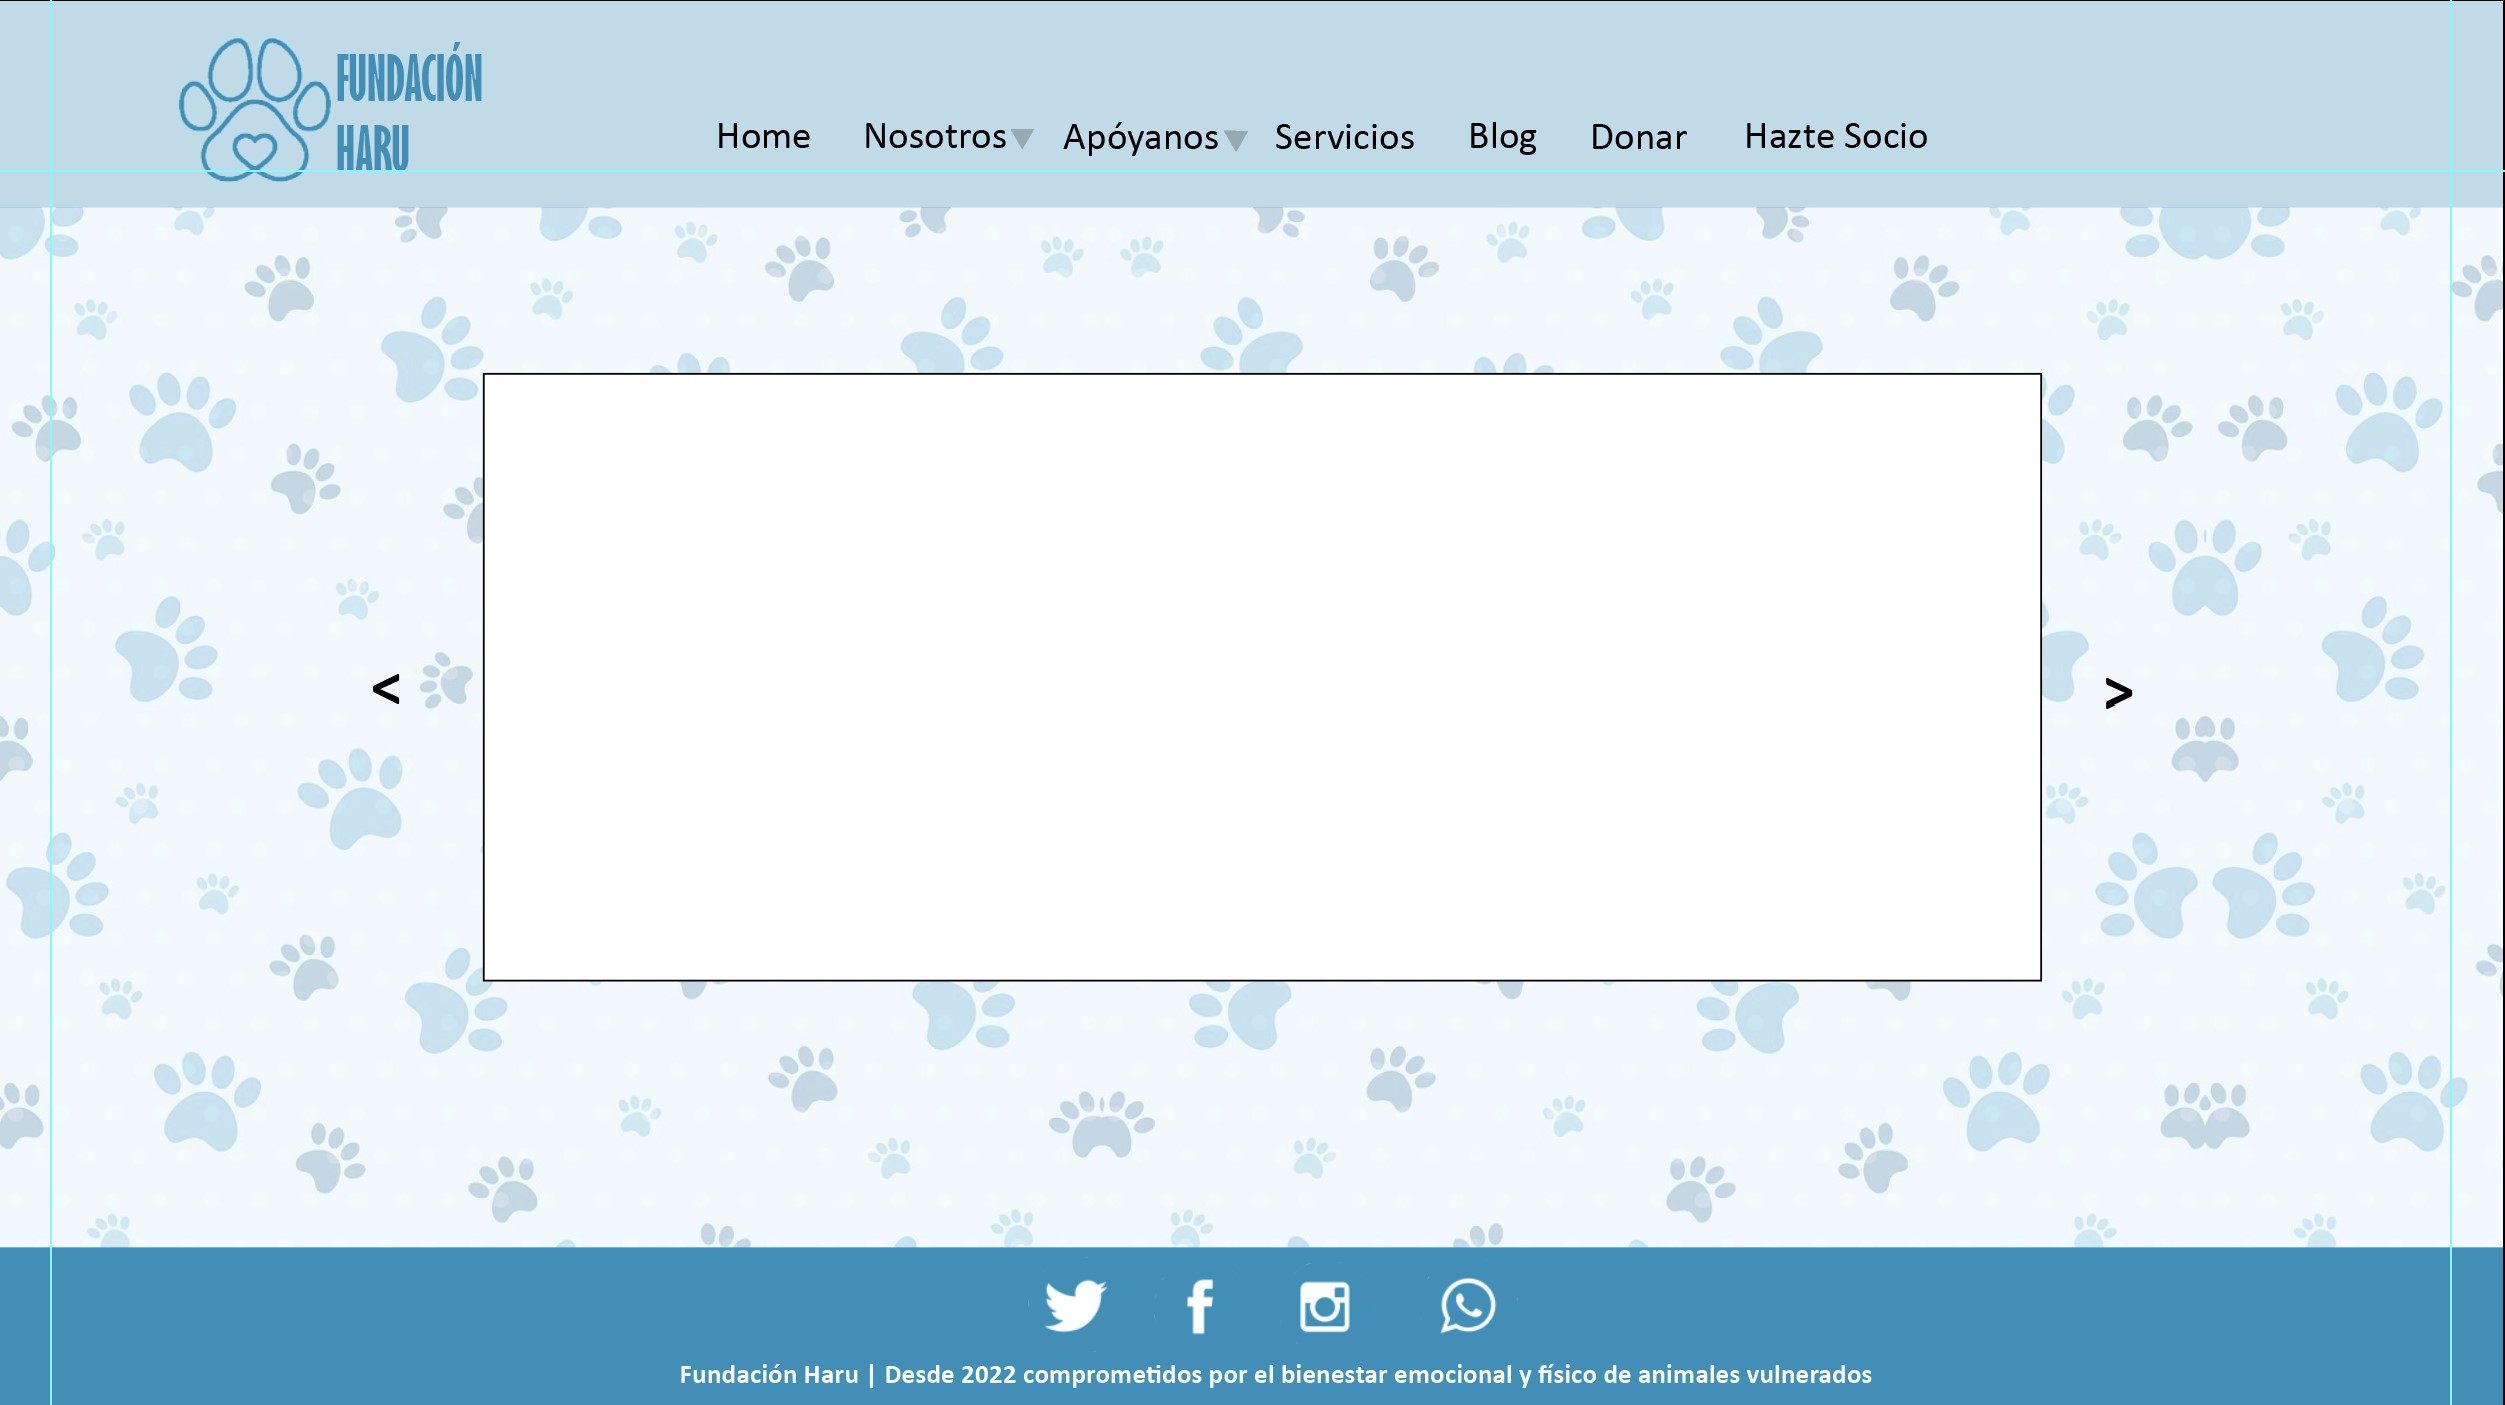 FUNDACIÓN
HARU
Home Nosotros Apóyanos Servicios Blog Donar Hazte Socio
< >
Fundación Haru | Desde 2022 comprometidos por el bienestar emocional y físico de animales vulnerados